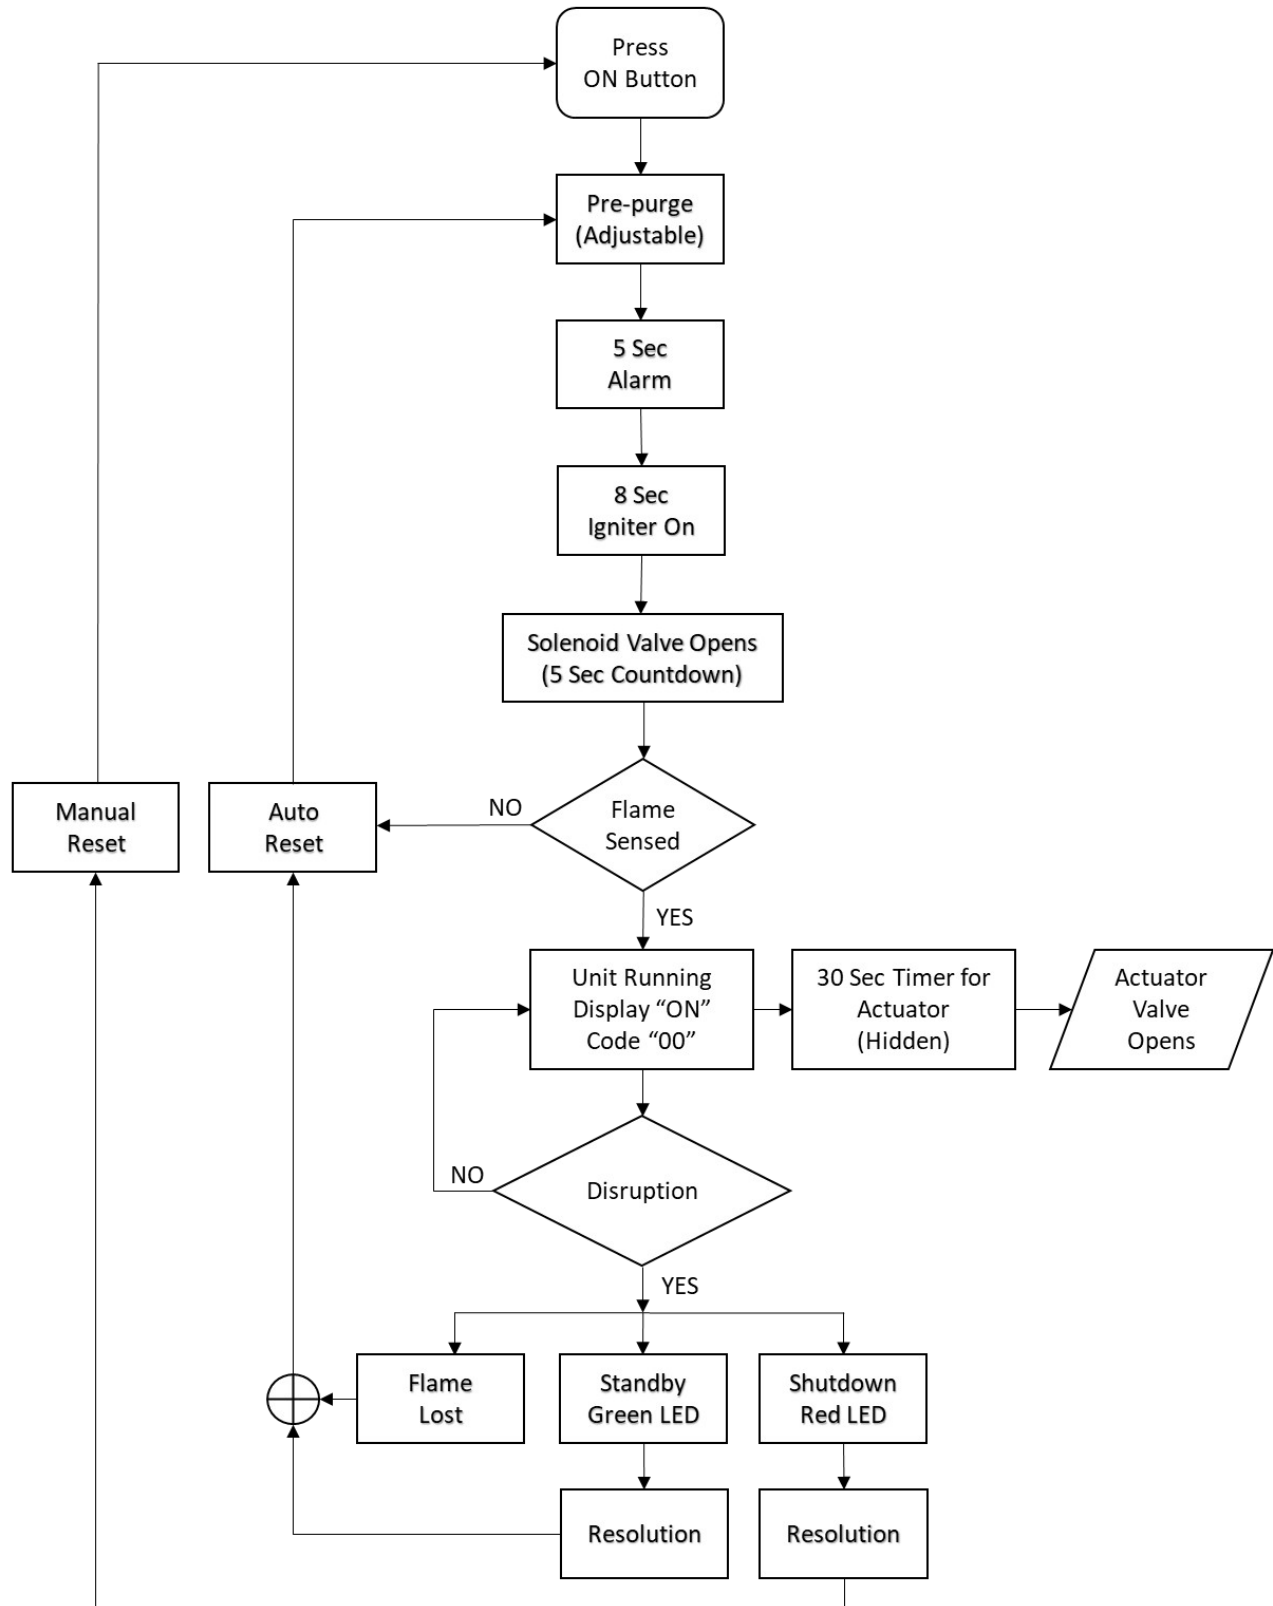 Press
ON Button
Pre-purge
(Adjustable)
5 Sec
Alarm
8 Sec
Igniter On
Solenoid Valve Opens
(5 Sec Countdown)
Manual
Reset
Auto
Reset
NO
Flame
Sensed
YES
Unit Running
Display “ON”
Code “00”
30 Sec Timer for
Actuator
(Hidden)
Actuator
Valve
Opens
NO
Disruption
YES
Flame
Lost
Standby
Green LED
Shutdown
Red LED
Resolution
Resolution